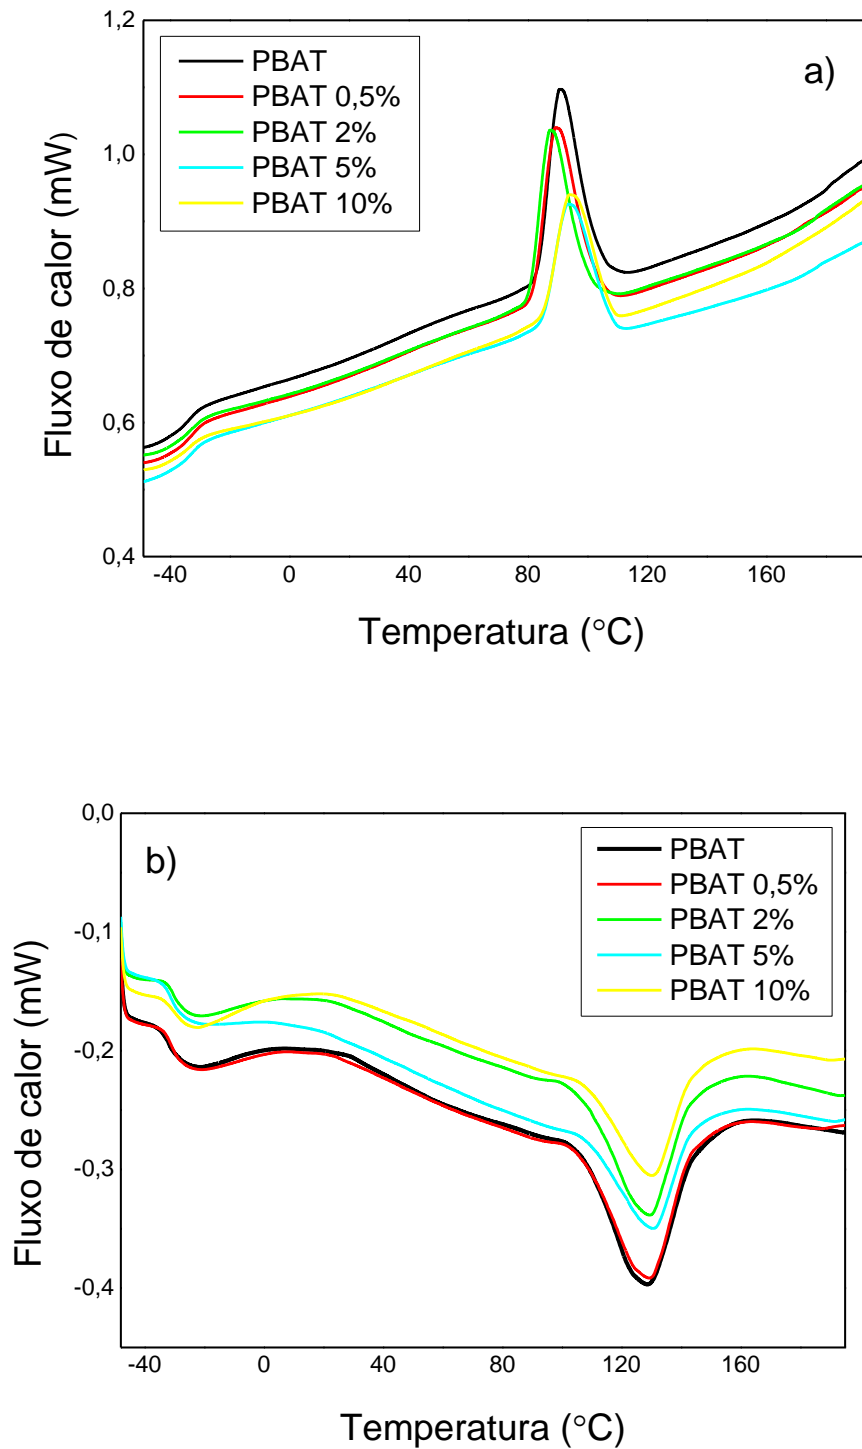 1,2
1,0
0,8
0,6
0,4
Fluxo de calor (mW)
PBAT
PBAT 0,5%
PBAT 2%
PBAT 5%
PBAT 10%
a)
-40
0
40
80
120
160
Temperatura (°C)
0,0
-0,1
-0,2
-0,3
-0,4
Fluxo de calor (mW)
b)
PBAT
PBAT 0,5%
PBAT 2%
PBAT 5%
PBAT 10%
-40
0
40
80
120
160
Temperatura (°C)